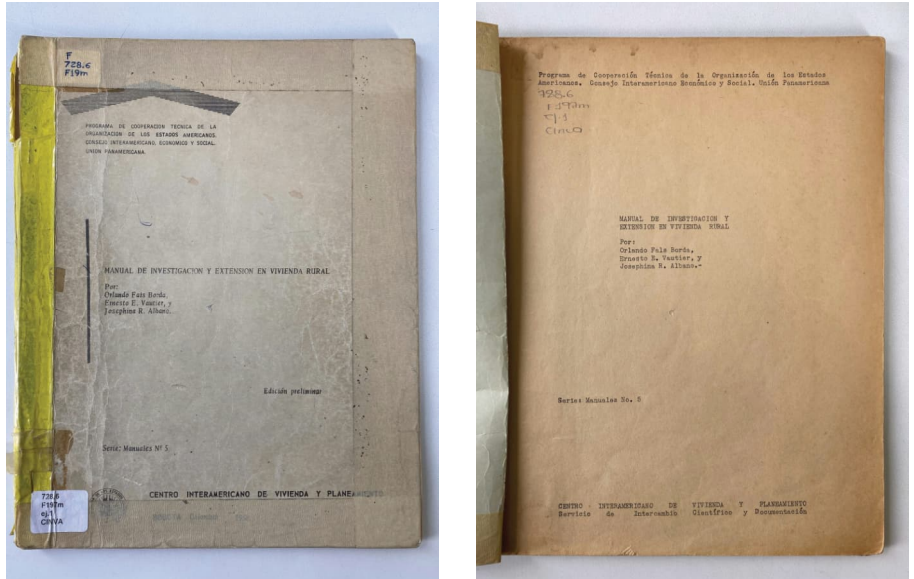 F
728.6
F19m
PROGRAMA DE COOPERACION TECNICA DE LA
ORGANIZACION DE LOS ESTADOS AMERICANOS.
CONSEJO INTERAMERICANO, ECONOMICO Y SOCIAL.
UNION PANAMERICANA.
MANUAL DE INVESTIGACION Y EXTENSION EN VIVIENDA RURAL
Por:
Orlando Fals Borda,
Ernesto E. Vautier, y
Josephine R. Albano.
Edición preliminar
Serie: Manuales Nº 5
CENTRO INTERAMERICANO DE VIVIENDA Y PLANEAMIENTO
728.6
F197m
ej.1
CINVA
Programa de Cooperación Técnica de la Organización de los Estados
Americanos. Consejo Interamericano Económico y Social. Unión Panamericana
728.6
F197m
ej.1
CINVA
MANUAL DE INVESTIGACION Y
EXTENSION EN VIVIENDA RURAL
Por:
Orlando Fals Borda,
Ernesto E. Vautier, y
Josephine R. Albano.-
Serie: Manuales No. 5
CENTRO INTERAMERICANO DE VIVIENDA Y PLANEAMIENTO
Servicio de Intercambio Científico y Documentación